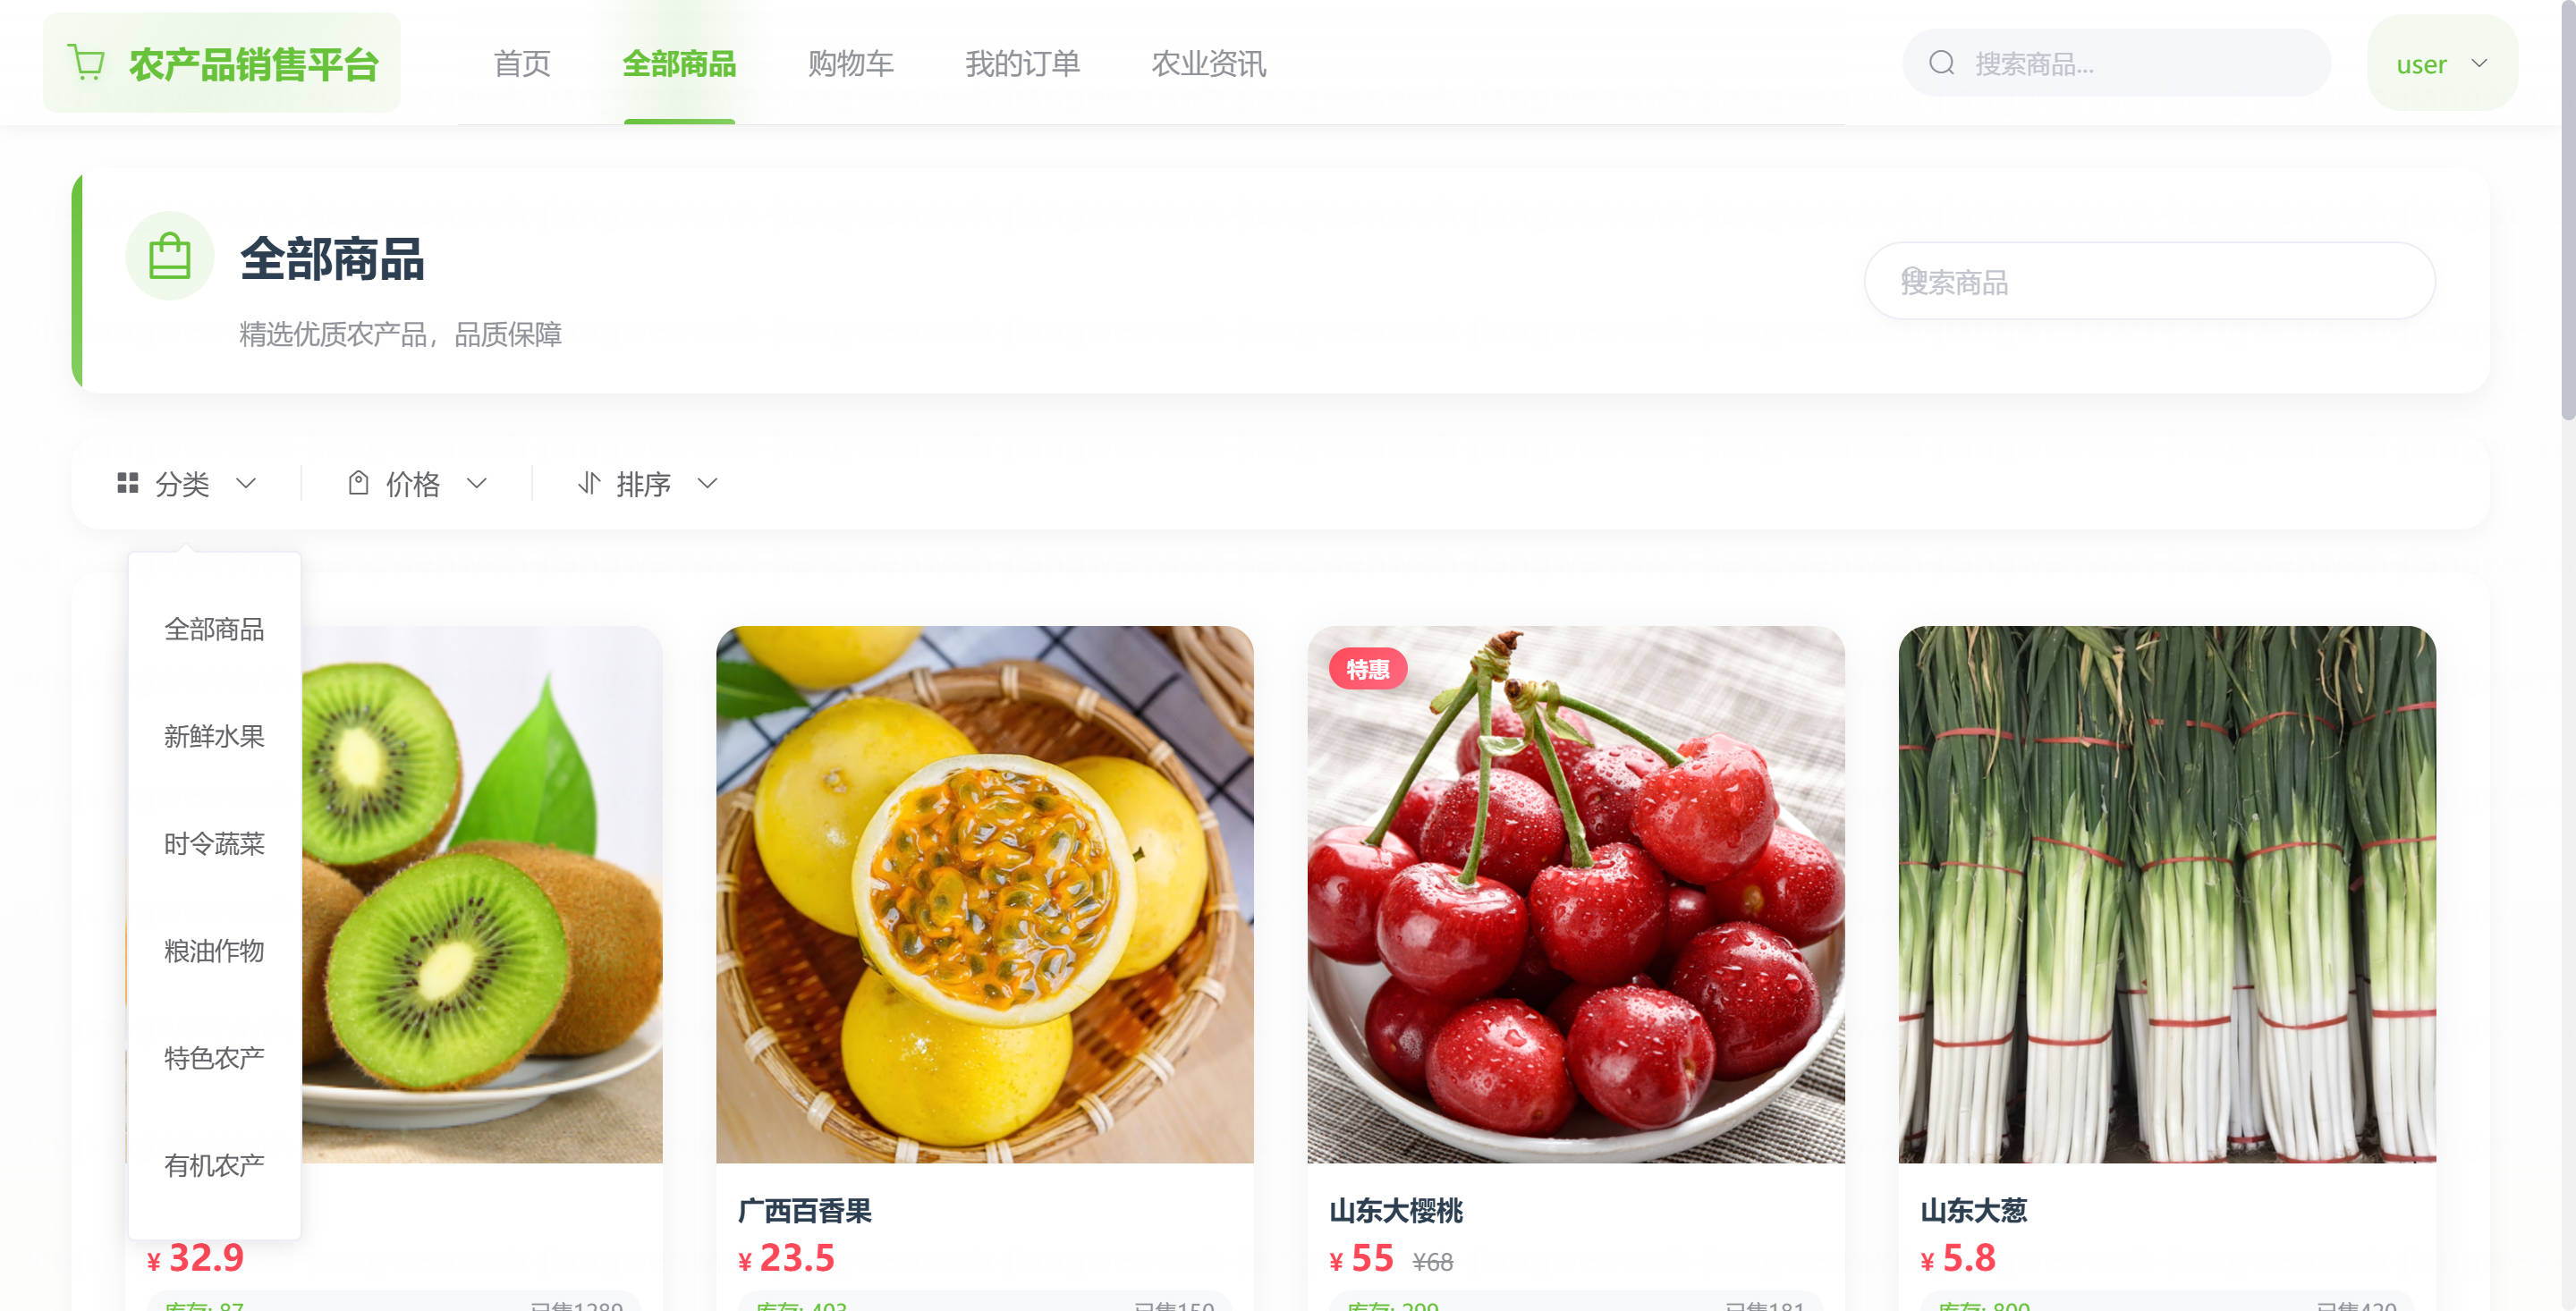 农产品销售平台
首页 全部商品 购物车 我的订单 农业资讯
搜索商品...
user
全部商品
精选优质农产品，品质保障
搜索商品
分类 价格 排序
全部商品
新鲜水果
时令蔬菜
粮油作物
特色农产
有机农产
特惠
广西百香果 山东大樱桃 山东大葱
¥ 32.9 ¥ 23.5 ¥ 55 ¥68 ¥ 5.8
库存: 87 已售1289 库存: 403 已售150 库存: 299 已售181 库存: 800 已售420